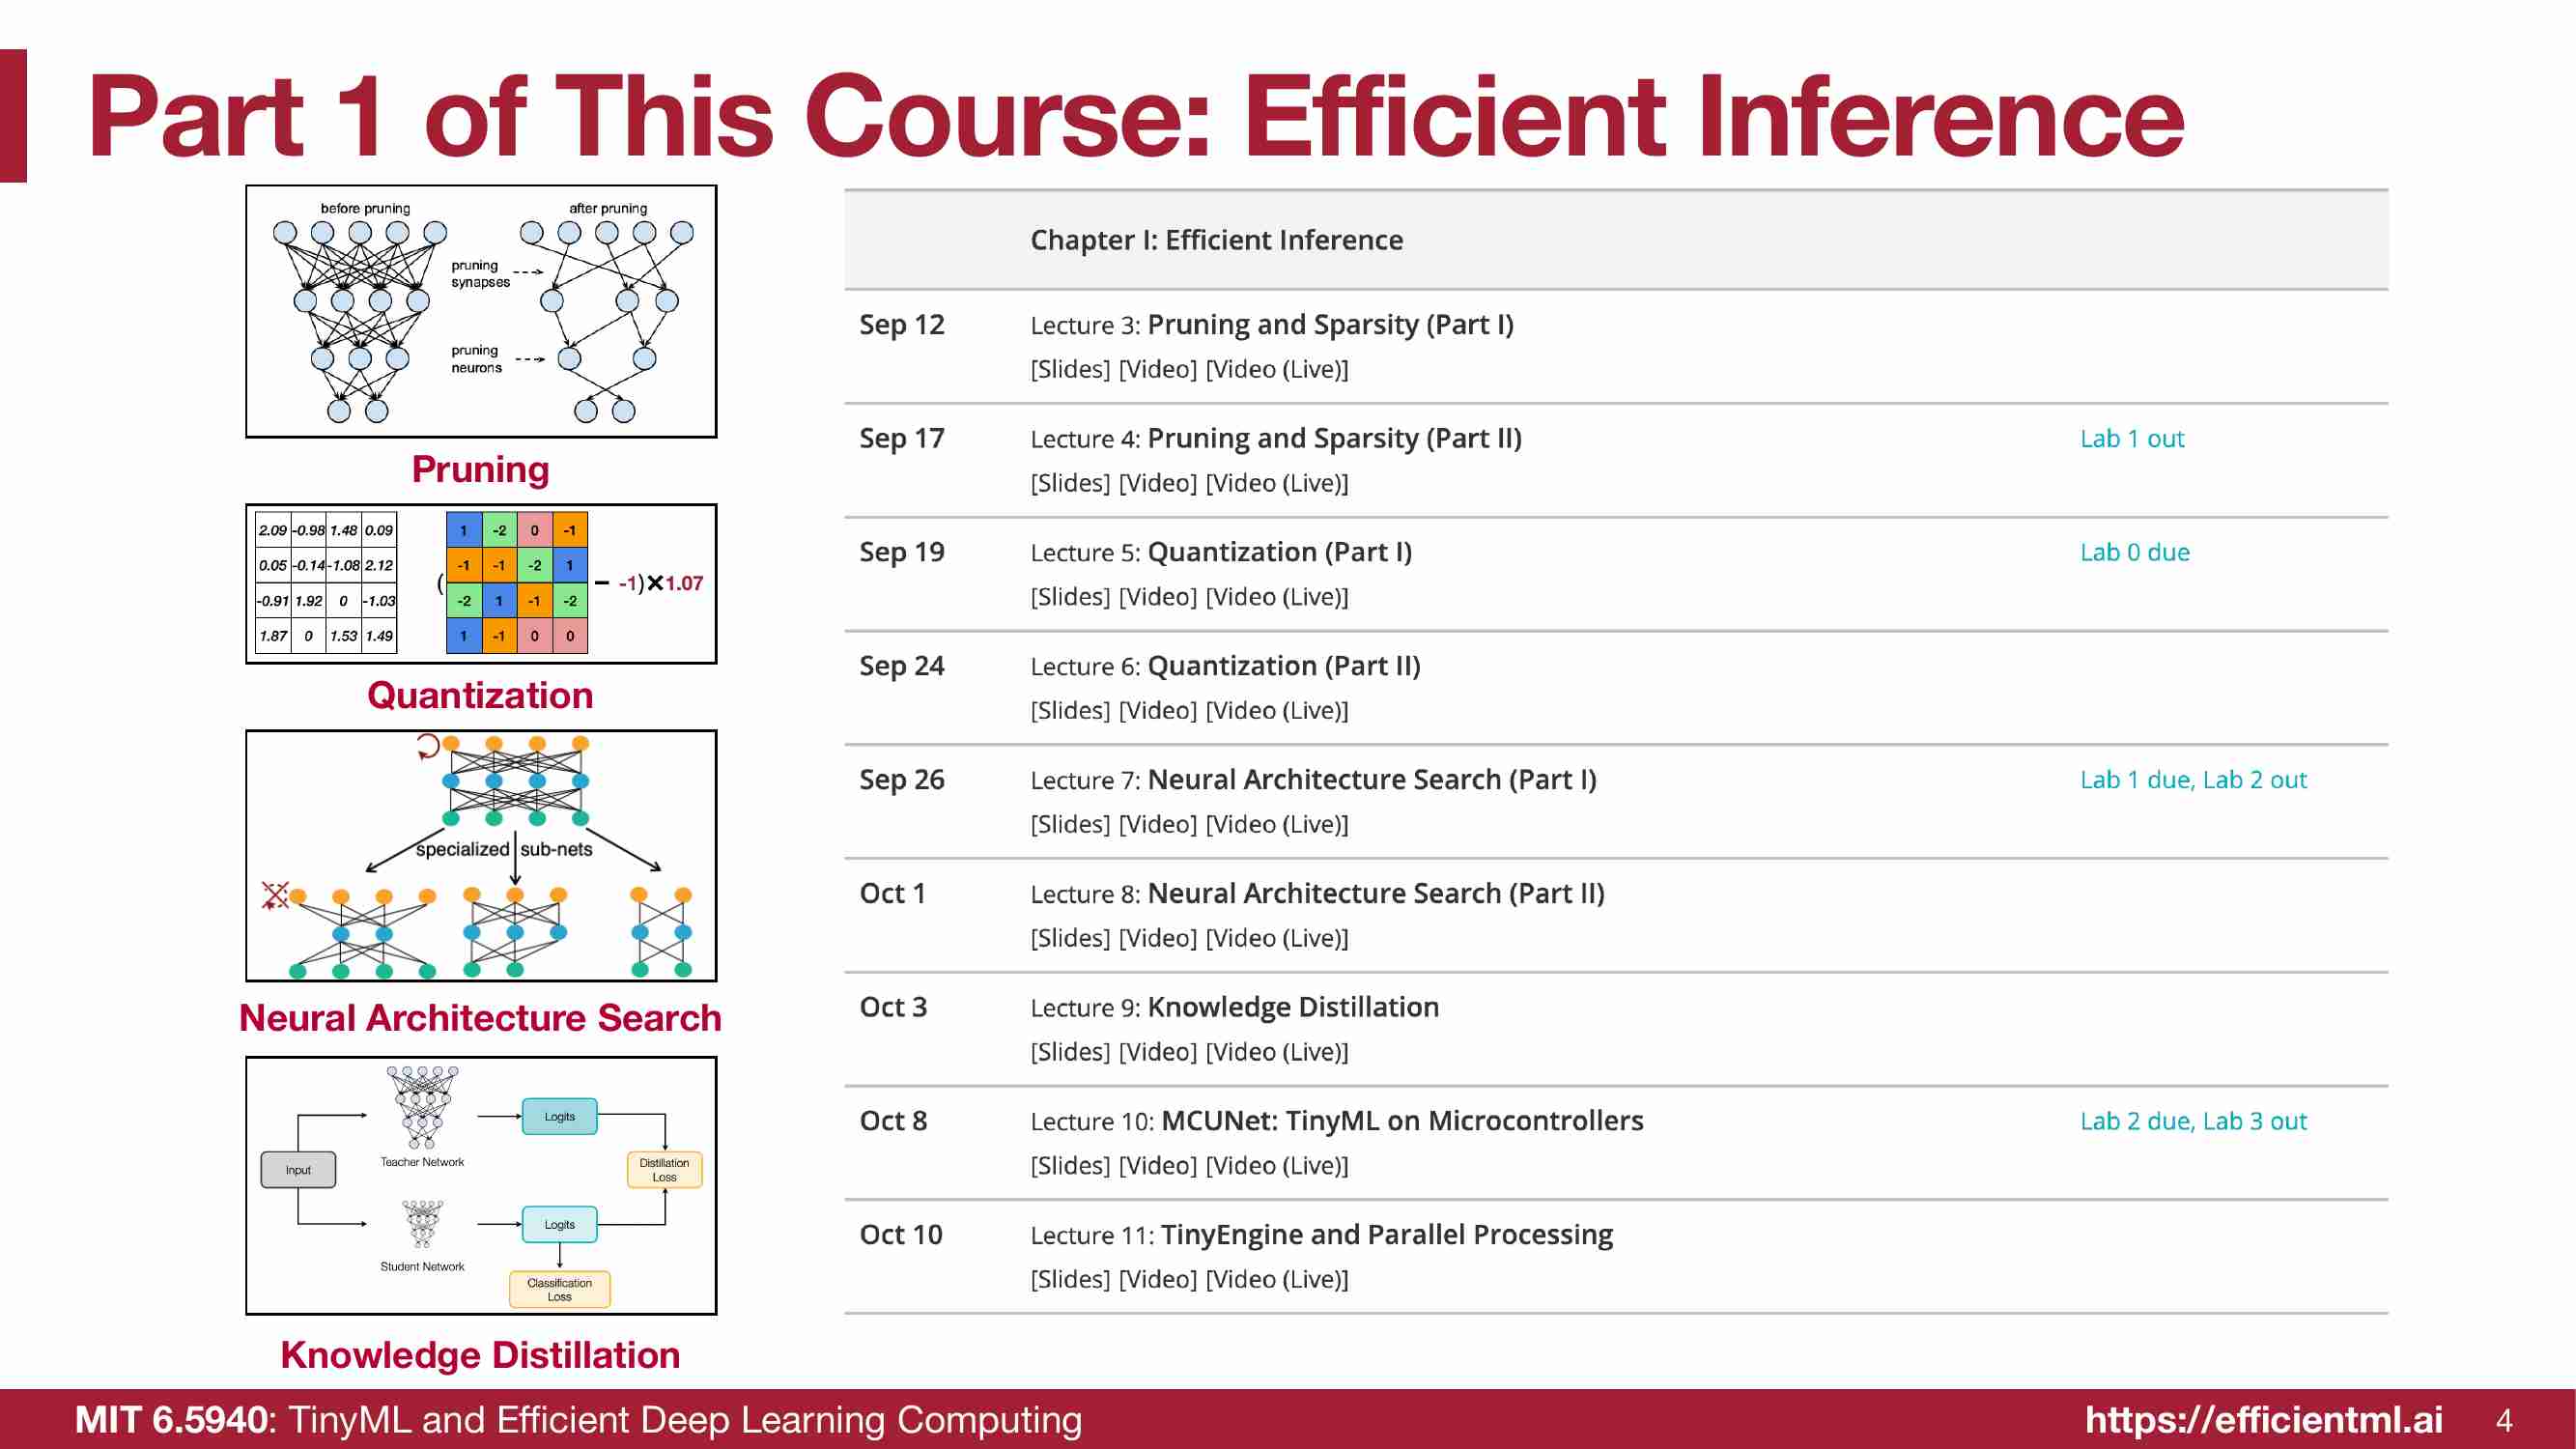 Part 1 of This Course: Efficient Inference
before pruning after pruning
pruning
synapses
pruning
neurons
Pruning
2.09 -0.98 1.48 0.09
0.05 -0.14 -1.08 2.12
-0.91 1.92 0 -1.03
1.87 0 1.53 1.49
(
1 -2 0 -1
-1 -1 -2 1
-2 1 -1 -2
1 -1 0 0
− -1)×1.07
Quantization
specialized sub-nets
Neural Architecture Search
Input
Teacher Network
Logits
Distillation
Loss
Student Network
Logits
Classification
Loss
Knowledge Distillation
Chapter I: Efficient Inference
Sep 12 Lecture 3: Pruning and Sparsity (Part I)
[Slides] [Video] [Video (Live)]
Sep 17 Lecture 4: Pruning and Sparsity (Part II) Lab 1 out
[Slides] [Video] [Video (Live)]
Sep 19 Lecture 5: Quantization (Part I) Lab 0 due
[Slides] [Video] [Video (Live)]
Sep 24 Lecture 6: Quantization (Part II)
[Slides] [Video] [Video (Live)]
Sep 26 Lecture 7: Neural Architecture Search (Part I) Lab 1 due, Lab 2 out
[Slides] [Video] [Video (Live)]
Oct 1 Lecture 8: Neural Architecture Search (Part II)
[Slides] [Video] [Video (Live)]
Oct 3 Lecture 9: Knowledge Distillation
[Slides] [Video] [Video (Live)]
Oct 8 Lecture 10: MCUNet: TinyML on Microcontrollers Lab 2 due, Lab 3 out
[Slides] [Video] [Video (Live)]
Oct 10 Lecture 11: TinyEngine and Parallel Processing
[Slides] [Video] [Video (Live)]
MIT 6.5940: TinyML and Efficient Deep Learning Computing https://efficientml.ai 4